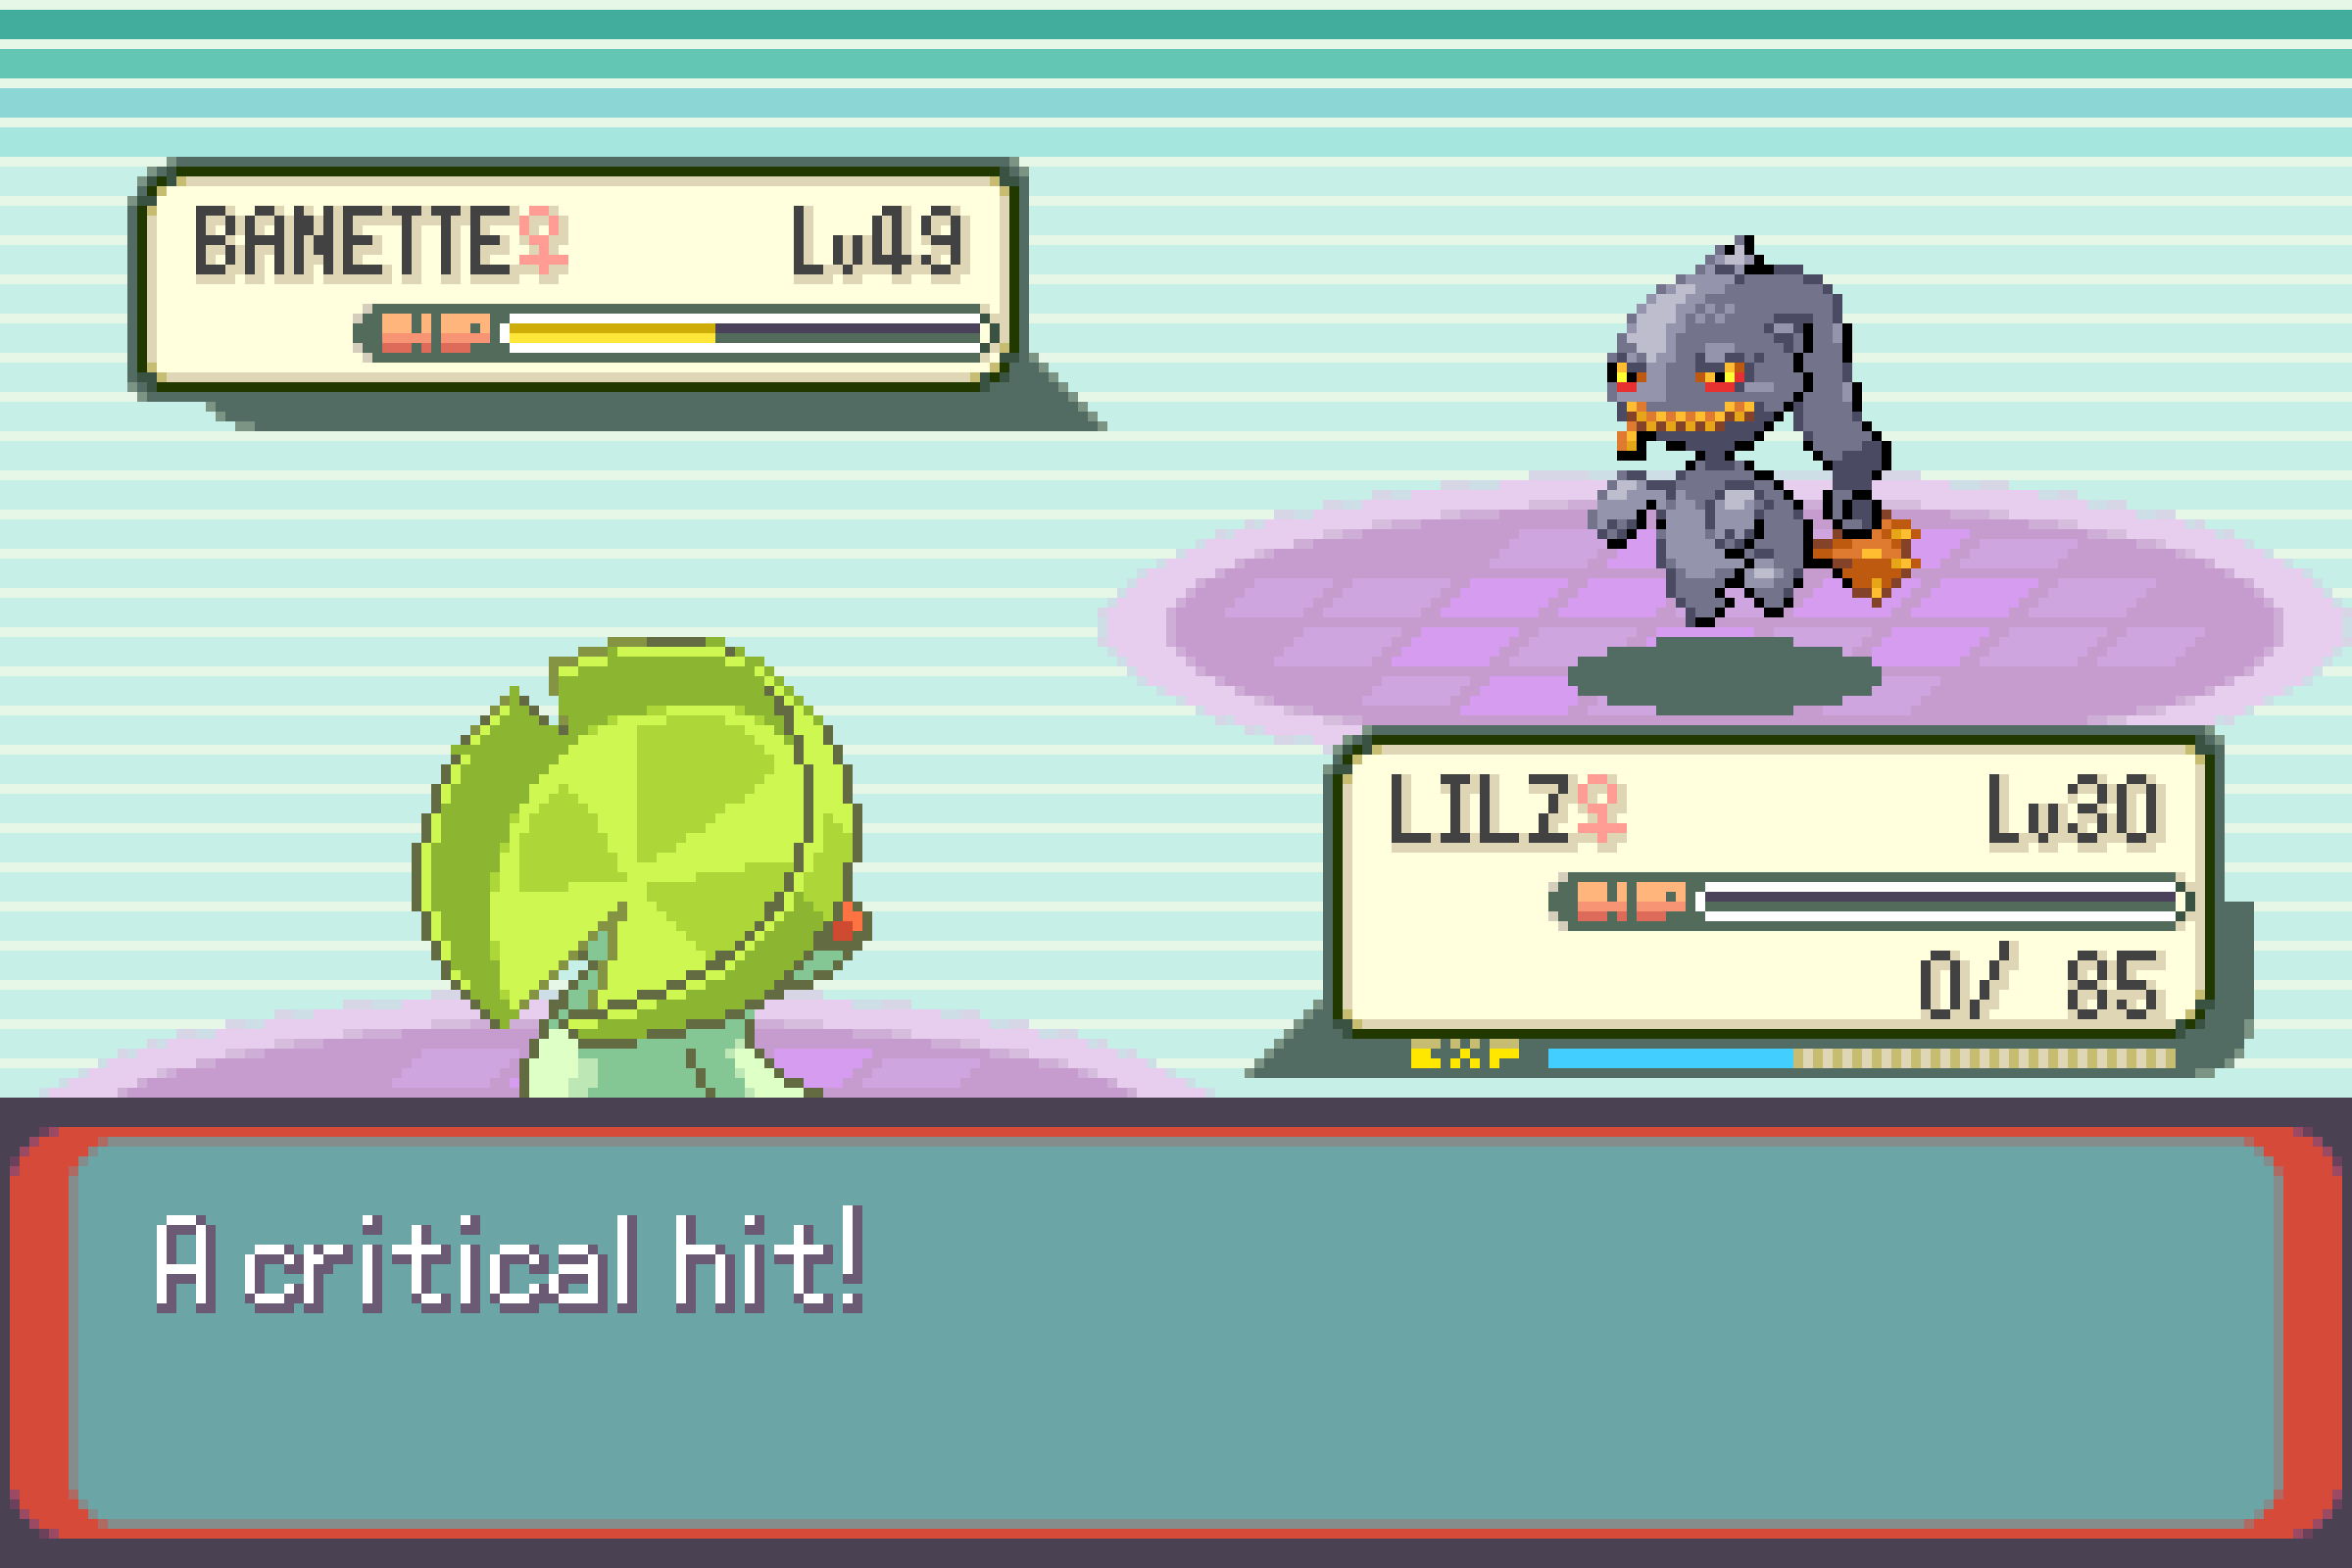 BANETTE♀ Lv49
HP
LILZ♀ Lv30
HP
0/ 85
EXP
A critical hit!